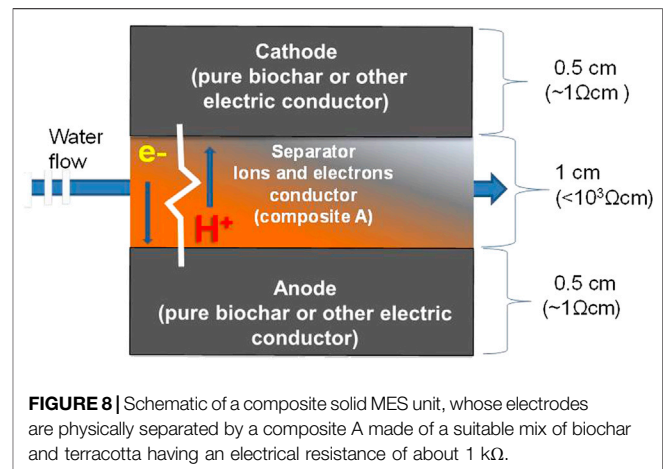 Cathode
(pure biochar or other
electric conductor)
0.5 cm
(~1Ωcm )
Water
flow
e-
Separator
Ions and electrons
conductor
(composite A)
H⁺
1 cm
(<10³Ωcm)
Anode
(pure biochar or other electric
conductor)
0.5 cm
(~1Ωcm)
FIGURE 8 | Schematic of a composite solid MES unit, whose electrodes
are physically separated by a composite A made of a suitable mix of biochar
and terracotta having an electrical resistance of about 1 kΩ.